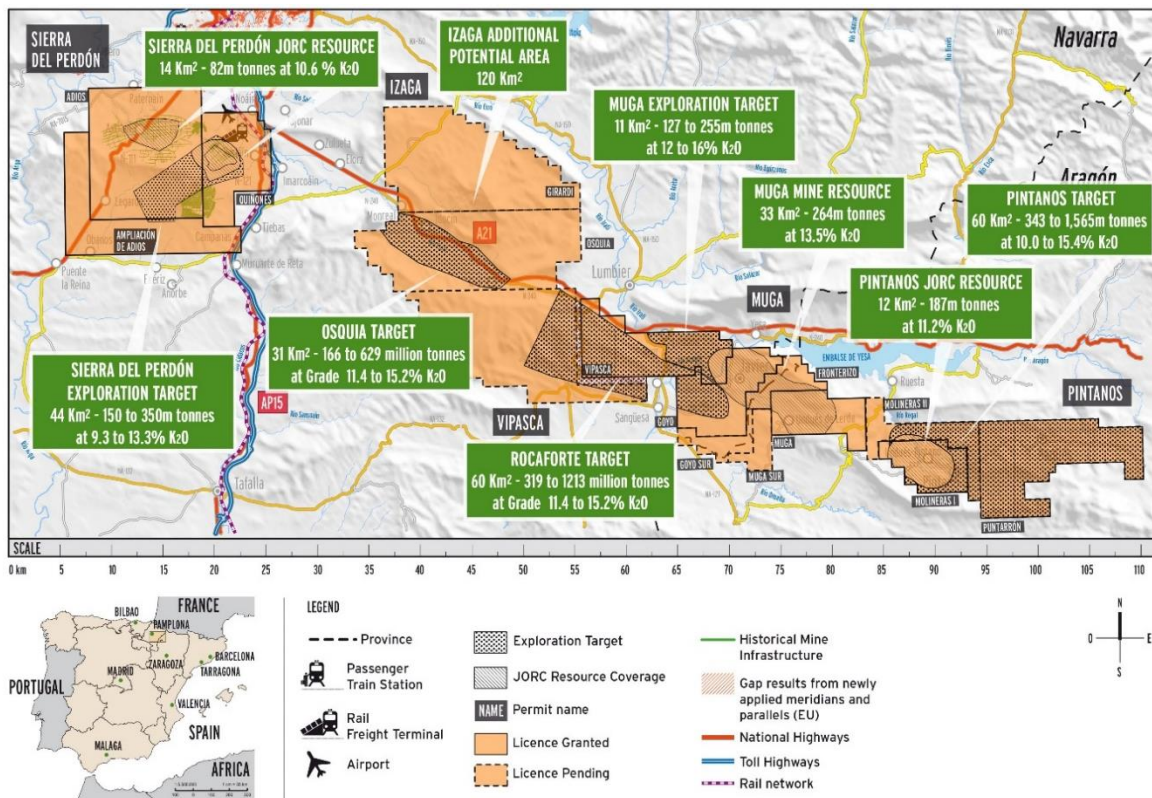 SIERRA
DEL PERDÓN
SIERRA DEL PERDÓN JORC RESOURCE
14 Km² - 82m tonnes at 10.6 % K2O
IZAGA ADDITIONAL
POTENTIAL AREA
120 Km²
IZAGA
MUGA EXPLORATION TARGET
11 Km² - 127 to 255m tonnes
at 12 to 16% K2O
Navarra
Aragón
MUGA MINE RESOURCE
33 Km² - 264m tonnes
at 13.5% K2O
PINTANOS TARGET
60 Km² - 343 to 1,565m tonnes
at 10.0 to 15.4% K2O
ADIOS
Noáin
Zulueta
Elorz
Imarcoáin
QUIÑONES
GIRARDI
A21
OSQUIA
AMPLIACIÓN
DE ADIOS
Tiebas
Muruarte de Reta
Puente
la Reina
Añorbe
Lumbier
MUGA
PINTANOS JORC RESOURCE
12 Km² - 187m tonnes
at 11.2% K2O
OSQUIA TARGET
31 Km² - 166 to 629 million tonnes
at Grade 11.4 to 15.2% K2O
SIERRA DEL PERDÓN
EXPLORATION TARGET
44 Km² - 150 to 350m tonnes
at 9.3 to 13.3% K2O
AP15
VIPASCA
VIPASCA
EMBALSE DE YESA
FRONTERIZO
Ruesta
PINTANOS
MOLINERAS II
Sangüesa
GOYO
MUGA
GOYO SUR
MUGA SUR
MOLINERAS I
PUNTARRÓN
ROCAFORTE TARGET
60 Km² - 319 to 1213 million tonnes
at Grade 11.4 to 15.2% K2O
Tafalla
SCALE
0 km 5 10 15 20 25 30 35 40 45 50 55 60 65 70 75 80 85 90 95 100 105 110
FRANCE
BILBAO
PAMPLONA
ZARAGOZA
BARCELONA
TARRAGONA
MADRID
PORTUGAL
VALENCIA
SPAIN
MALAGA
AFRICA
LEGEND
Province
Passenger
Train Station
Rail
Freight Terminal
Airport
Exploration Target
JORC Resource Coverage
NAME Permit name
Licence Granted
Licence Pending
Historical Mine
Infrastructure
Gap results from newly
applied meridians and
parallels (EU)
National Highways
Toll Highways
Rail network
N
O E
S